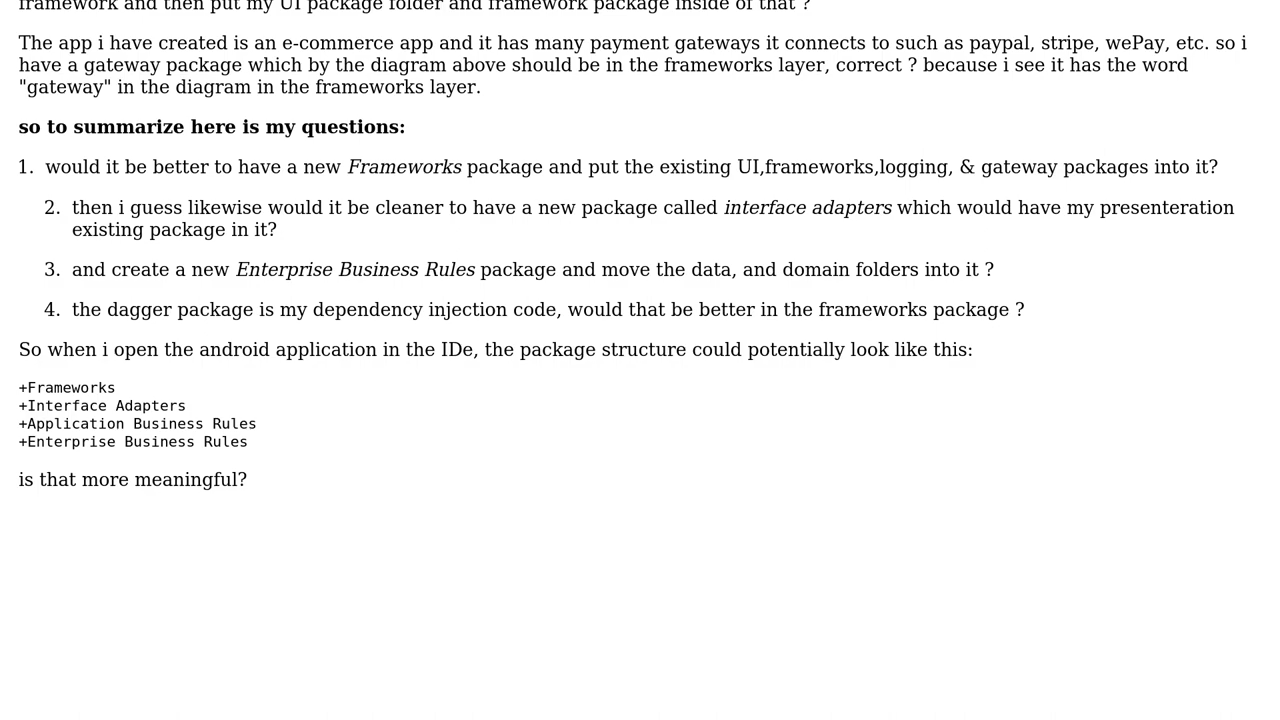 framework and then put my UI package folder and framework package inside of that ?
The app i have created is an e-commerce app and it has many payment gateways it connects to such as paypal, stripe, wePay, etc. so i
have a gateway package which by the diagram above should be in the frameworks layer, correct ? because i see it has the word
"gateway" in the diagram in the frameworks layer.
so to summarize here is my questions:
1. would it be better to have a new Frameworks package and put the existing UI,frameworks,logging, & gateway packages into it?
2. then i guess likewise would it be cleaner to have a new package called interface adapters which would have my presenteration
existing package in it?
3. and create a new Enterprise Business Rules package and move the data, and domain folders into it ?
4. the dagger package is my dependency injection code, would that be better in the frameworks package ?
So when i open the android application in the IDe, the package structure could potentially look like this:
+Frameworks
+Interface Adapters
+Application Business Rules
+Enterprise Business Rules
is that more meaningful?